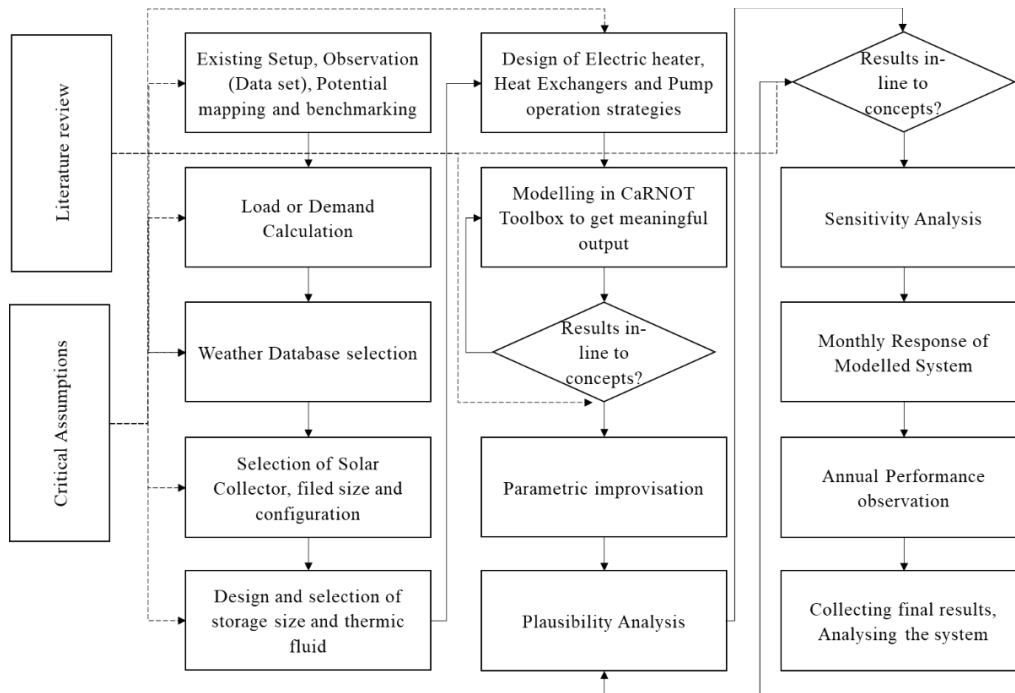 Literature review
Critical Assumptions
Existing Setup, Observation
(Data set), Potential
mapping and benchmarking
Load or Demand
Calculation
Weather Database selection
Selection of Solar
Collector, filed size and
configuration
Design and selection of
storage size and thermic
fluid
Design of Electric heater,
Heat Exchangers and Pump
operation strategies
Modelling in CaRNOT
Toolbox to get meaningful
output
Results in-
line to
concepts?
Parametric improvisation
Plausibility Analysis
Results in-
line to
concepts?
Sensitivity Analysis
Monthly Response of
Modelled System
Annual Performance
observation
Collecting final results,
Analysing the system